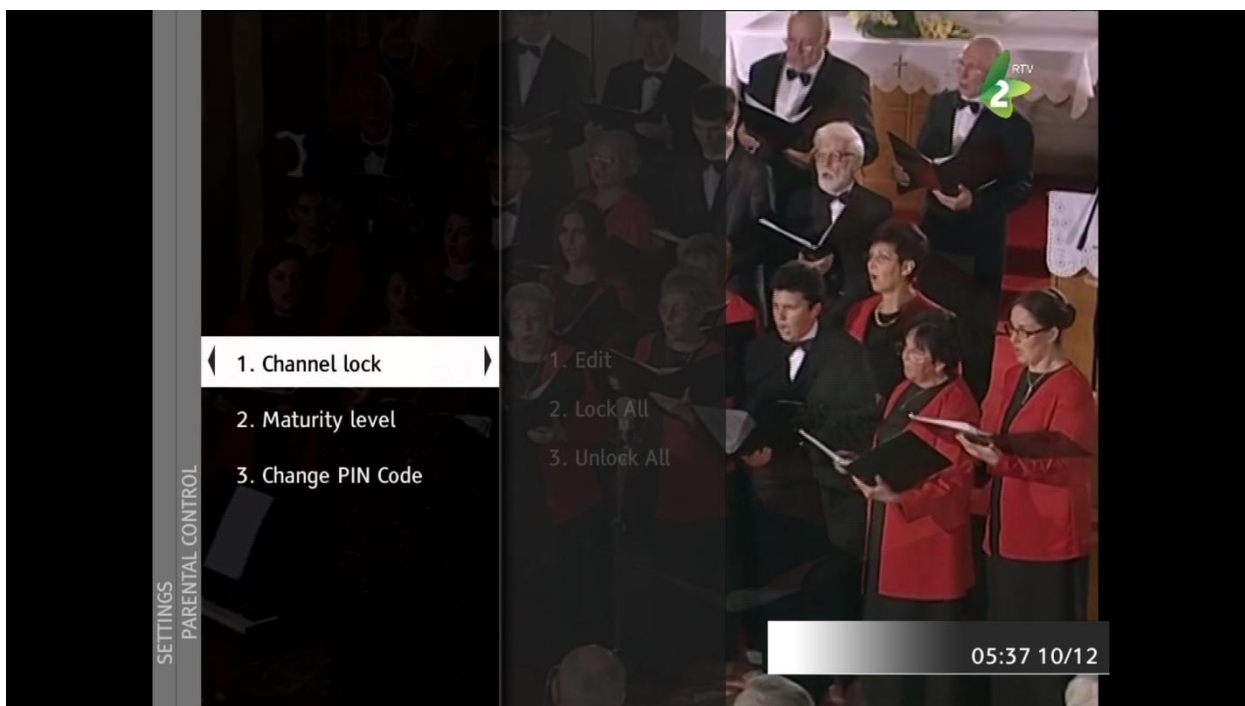 SETTINGS
PARENTAL CONTROL
1. Channel lock
2. Maturity level
3. Change PIN Code
1. Edit
2. Lock All
3. Unlock All
RTV
2
05:37 10/12